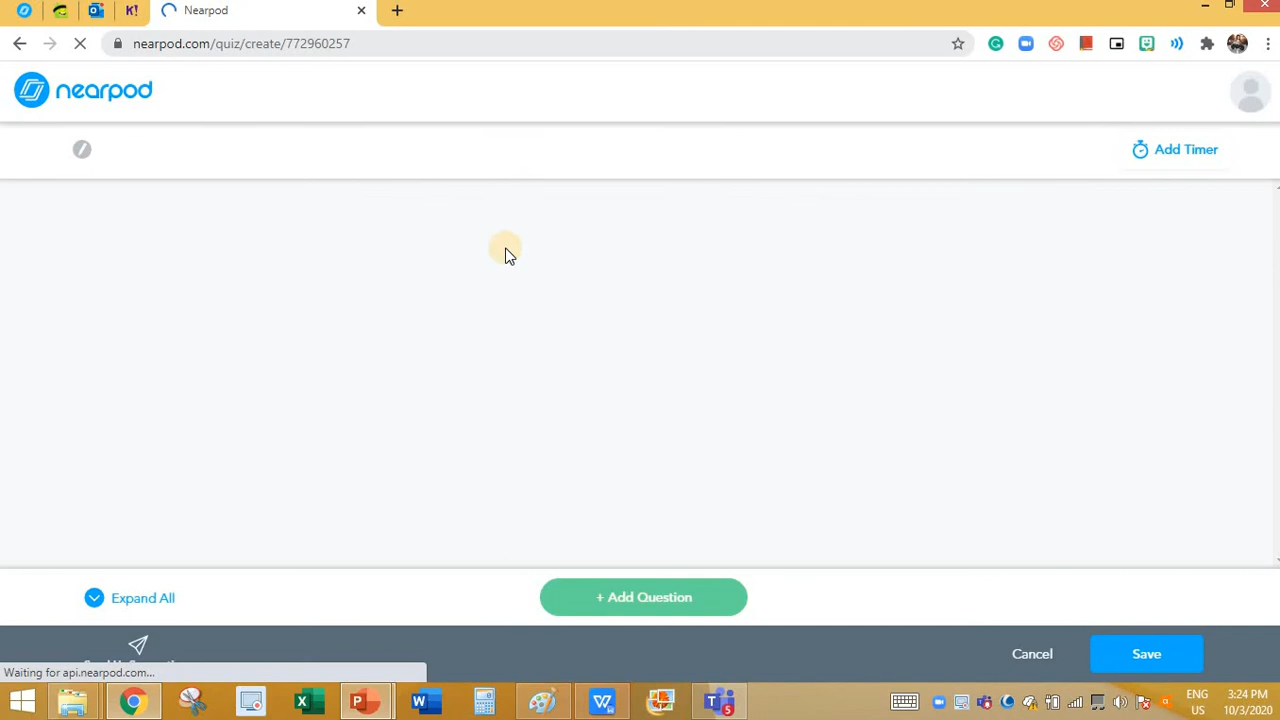 K! Nearpod
nearpod.com/quiz/create/772960257
nearpod
Add Timer
Expand All
+ Add Question
Cancel
Save
Waiting for api.nearpod.com...
5
ENG
US
3:24 PM
10/3/2020